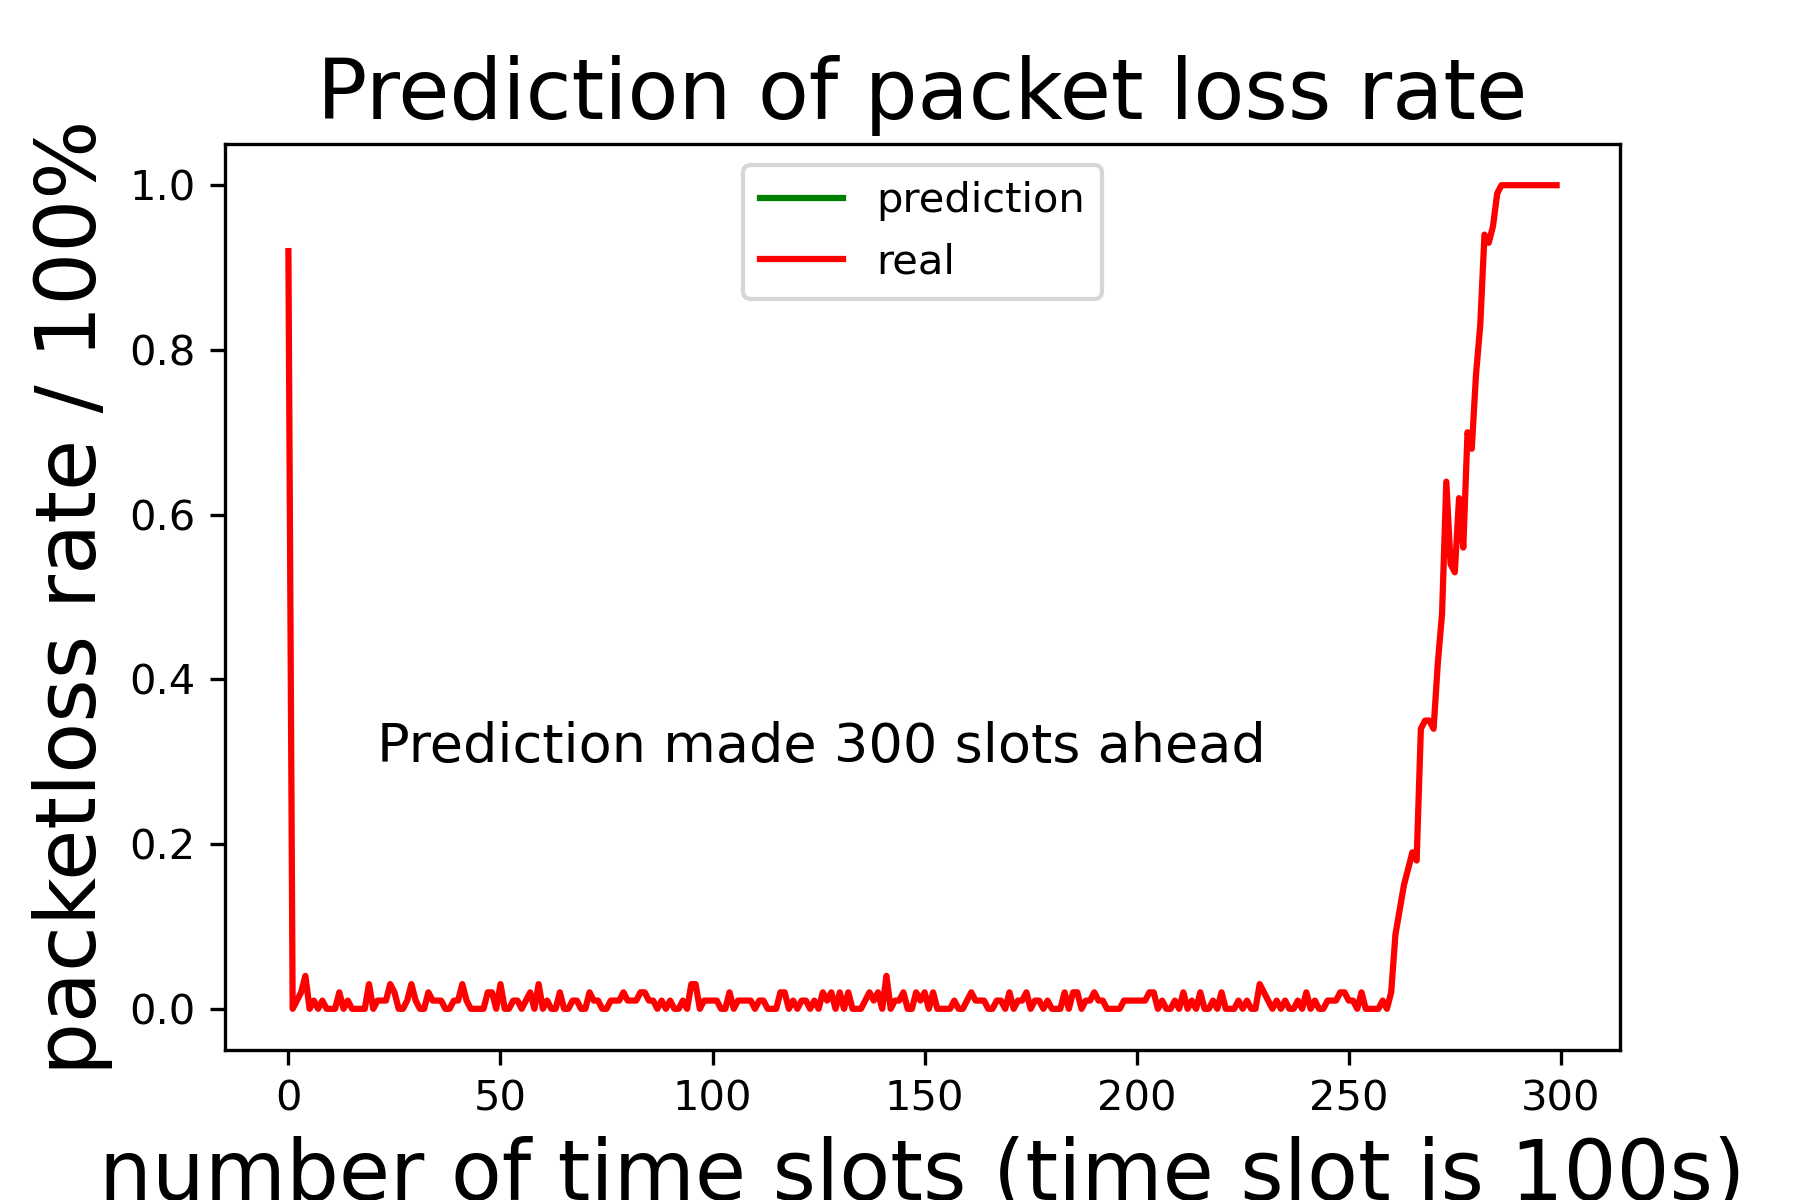 Prediction of packet loss rate
packetloss rate / 100%
1.0
0.8
0.6
0.4
0.2
0.0
prediction
real
Prediction made 300 slots ahead
0 50 100 150 200 250 300
number of time slots (time slot is 100s)